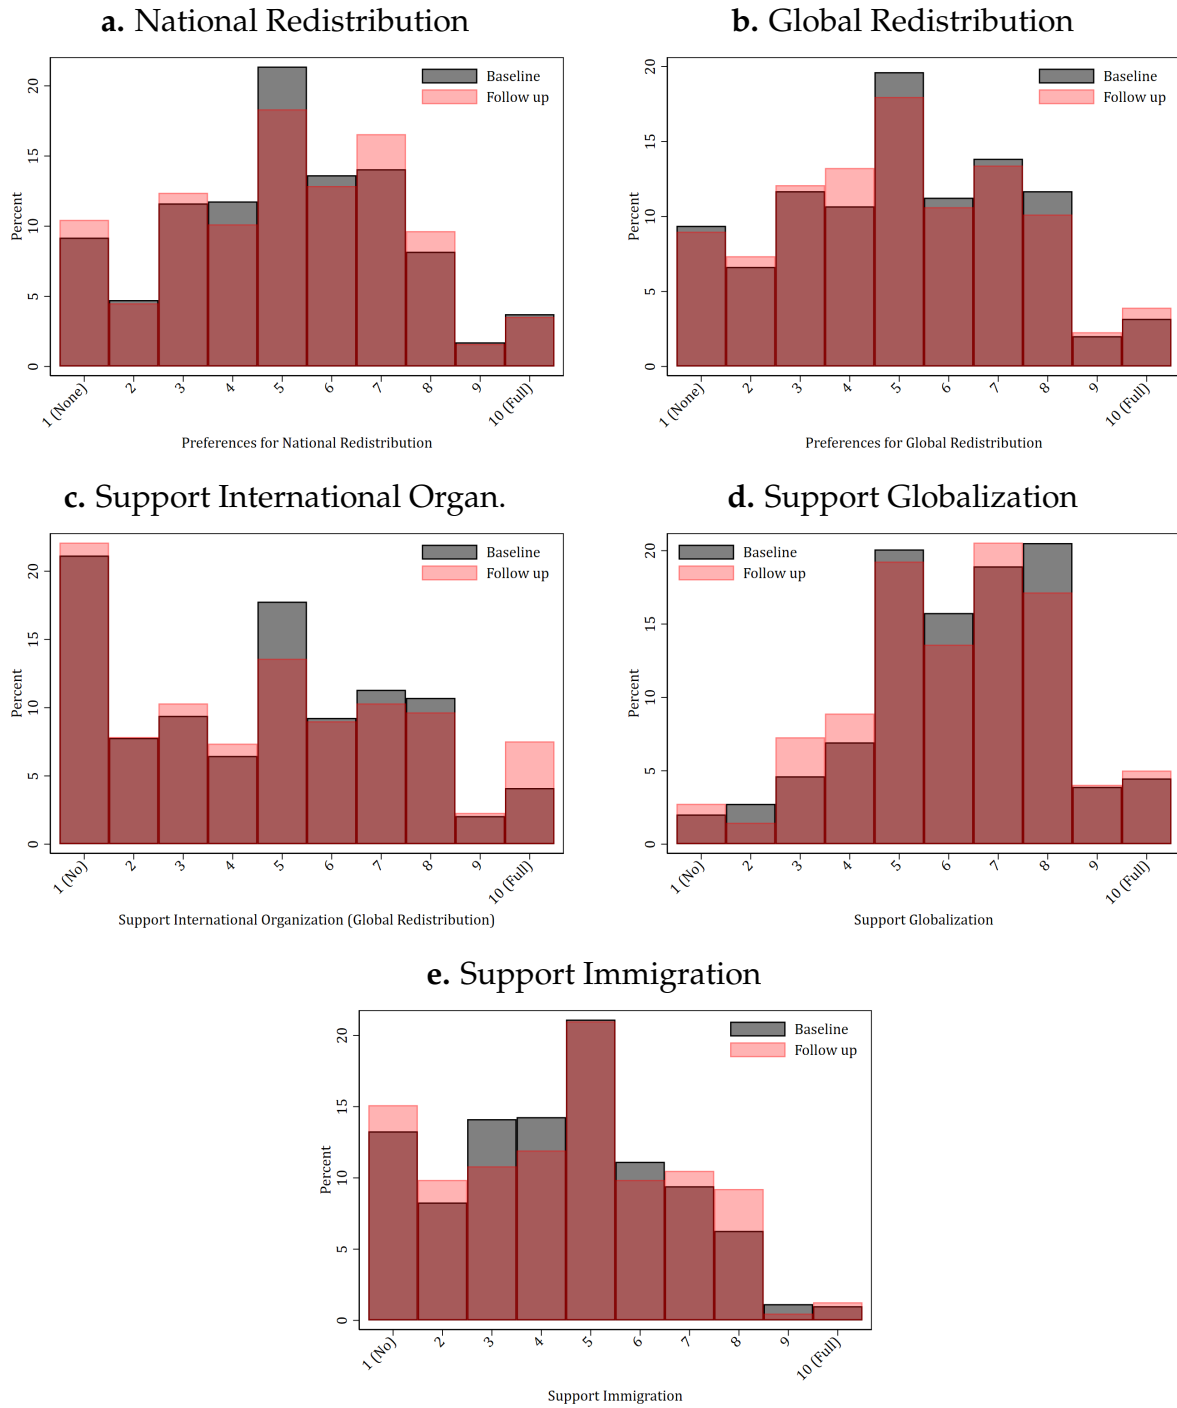 a. National Redistribution
Baseline
Follow up
Percent
0
5
10
15
20
1 (None)
2
3
4
5
6
7
8
9
10 (Full)
Preferences for National Redistribution
b. Global Redistribution
Baseline
Follow up
Percent
0
5
10
15
20
1 (None)
2
3
4
5
6
7
8
9
10 (Full)
Preferences for Global Redistribution
c. Support International Organ.
Baseline
Follow up
Percent
0
5
10
15
20
1 (No)
2
3
4
5
6
7
8
9
10 (Full)
Support International Organization (Global Redistribution)
d. Support Globalization
Baseline
Follow up
Percent
0
5
10
15
20
1 (No)
2
3
4
5
6
7
8
9
10 (Full)
Support Globalization
e. Support Immigration
Baseline
Follow up
Percent
0
5
10
15
20
1 (No)
2
3
4
5
6
7
8
9
10 (Full)
Support Immigration